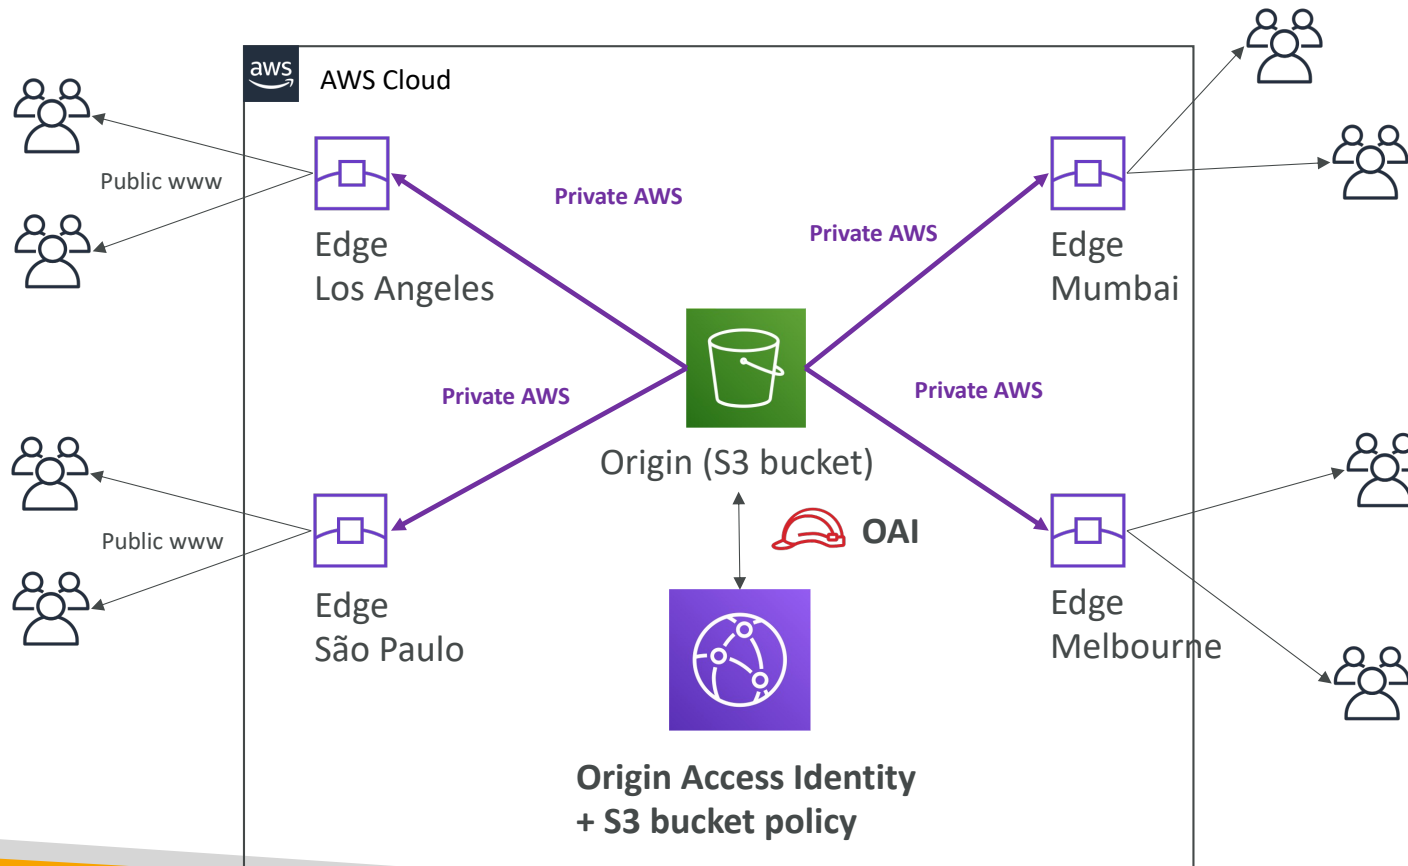 aws
AWS Cloud
Public www
Private AWS
Private AWS
Edge
Los Angeles
Edge
Mumbai
Private AWS
Private AWS
Origin (S3 bucket)
Public www
OAI
Edge
São Paulo
Edge
Melbourne
Origin Access Identity
+ S3 bucket policy